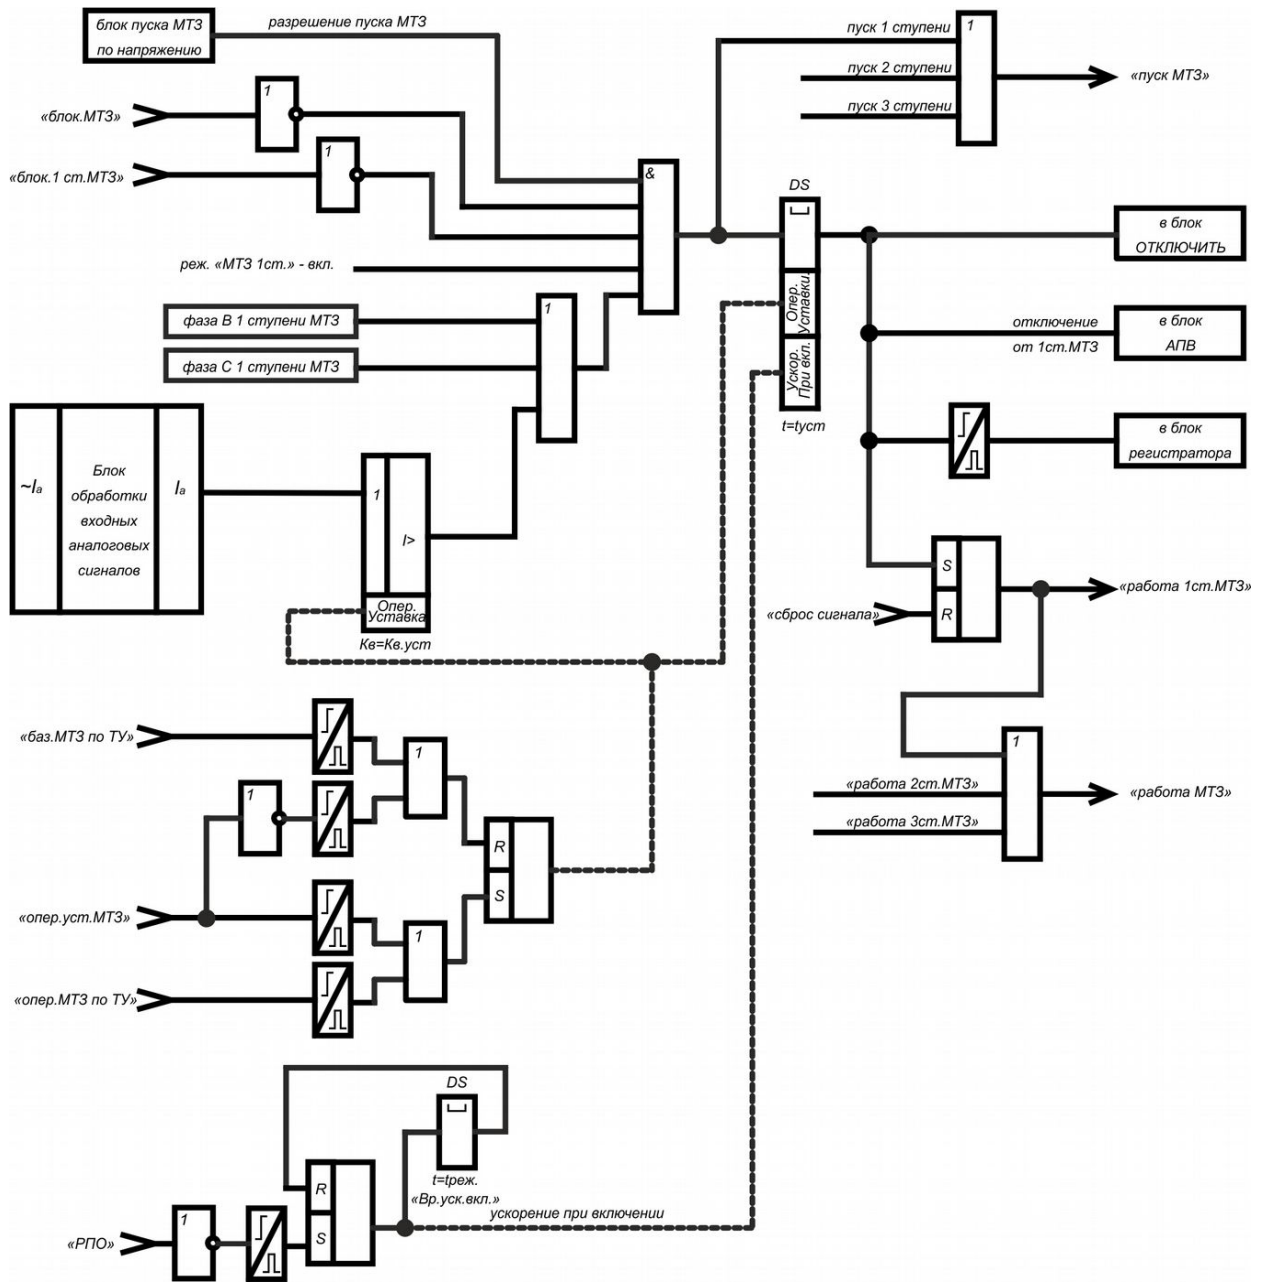 блок пуска МТЗ
по напряжению
разрешение пуска МТЗ
пуск 1 ступени
1
пуск 2 ступени
«пуск МТЗ»
пуск 3 ступени
1
«блок.МТЗ»
1
«блок.1 ст.МТЗ»
&
DS
в блок
ОТКЛЮЧИТЬ
реж. «МТЗ 1ст.» - вкл.
Опер.
Уставки.
фаза В 1 ступени МТЗ
1
отключение
от 1ст.МТЗ
в блок
АПВ
фаза С 1 ступени МТЗ
Ускор.
При вкл.
t=tуст
в блок
регистратора
~Iа
Блок
обработки
входных
аналоговых
сигналов
Iа
1
I>
Опер.
Уставка
Кв=Кв.уст
S
R
«работа 1ст.МТЗ»
«сброс сигнала»
«баз.МТЗ по ТУ»
1
1
1
«работа 2ст.МТЗ»
«работа МТЗ»
«работа 3ст.МТЗ»
R
S
«опер.уст.МТЗ»
1
«опер.МТЗ по ТУ»
DS
t=tреж.
«Вр.уск.вкл.»
R
S
ускорение при включении
1
«РПО»